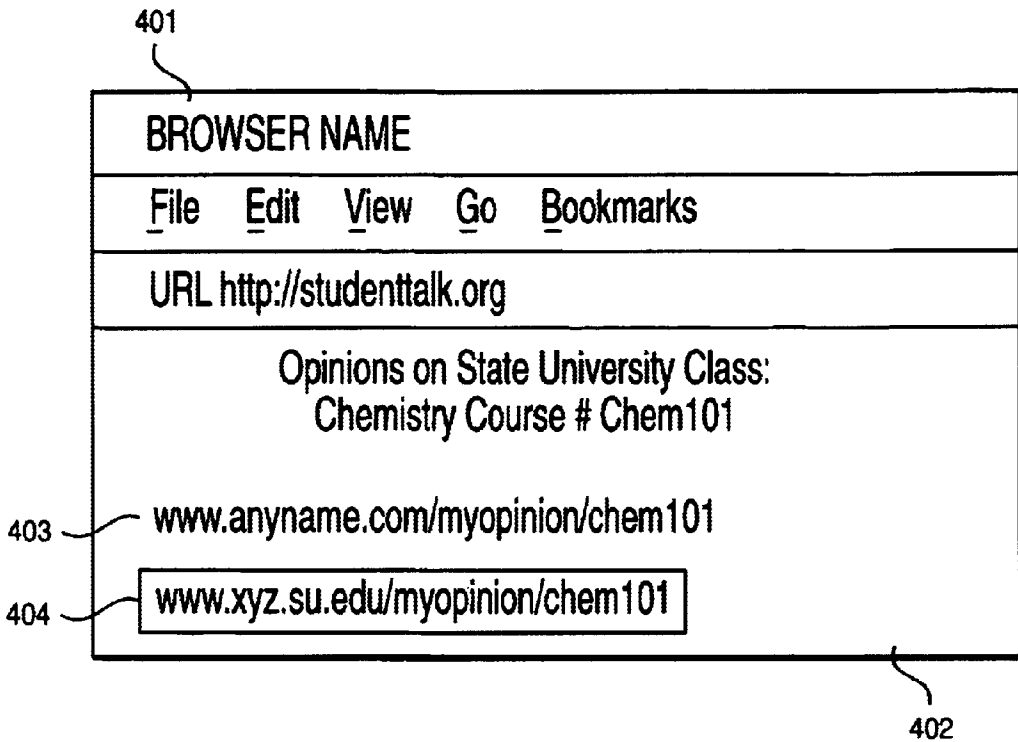 401
BROWSER NAME
File Edit View Go Bookmarks
URL http://studenttalk.org
Opinions on State University Class:
Chemistry Course # Chem101
403 www.anyname.com/myopinion/chem101
404 www.xyz.su.edu/myopinion/chem101
402